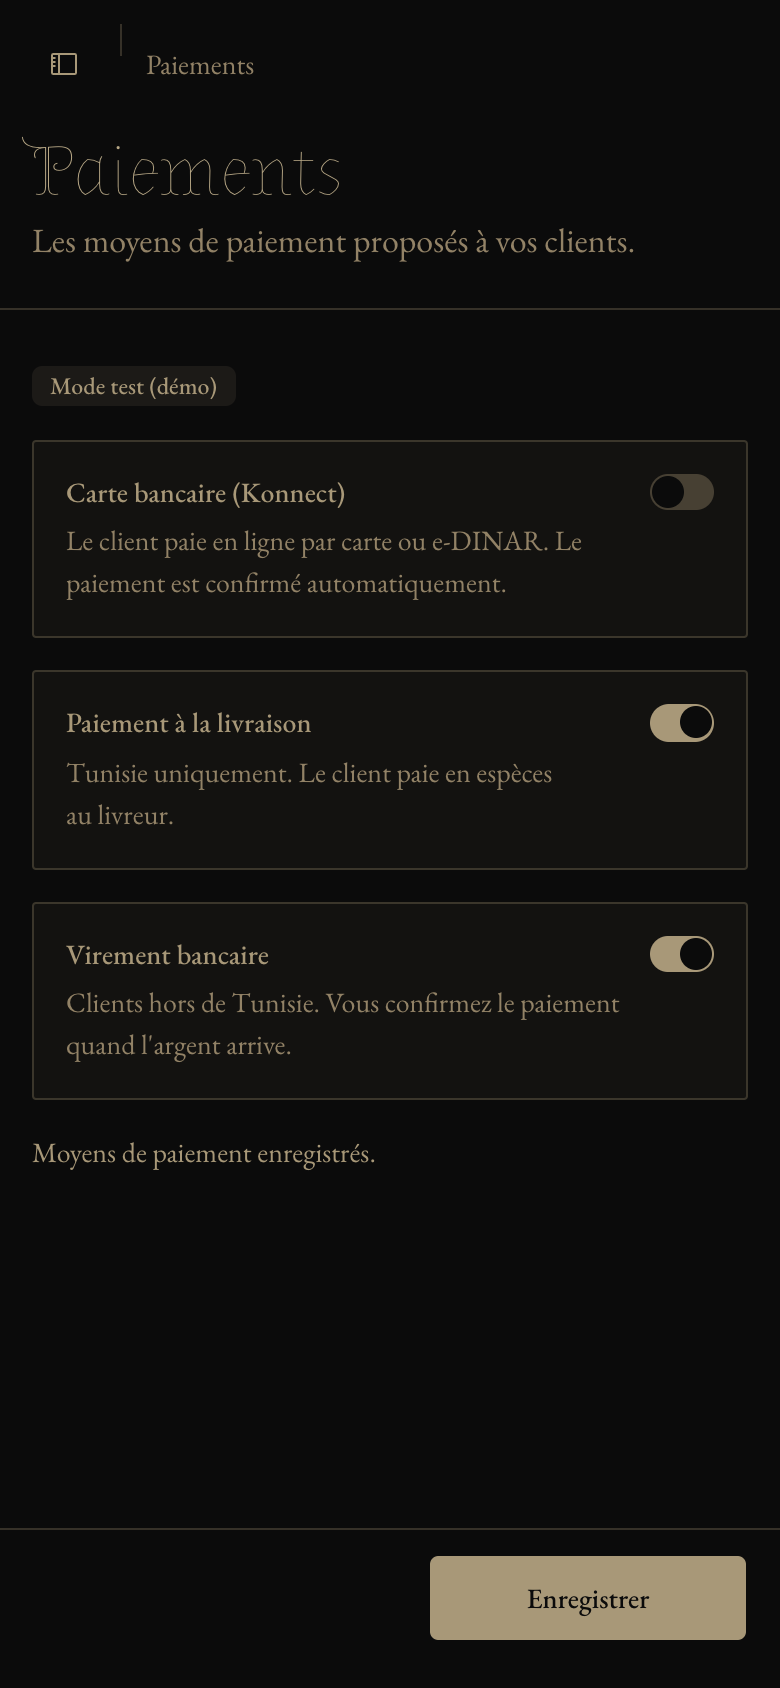 Paiements
Paiements
Les moyens de paiement proposés à vos clients.
Mode test (démo)
Carte bancaire (Konnect)
Le client paie en ligne par carte ou e-DINAR. Le
paiement est confirmé automatiquement.
Paiement à la livraison
Tunisie uniquement. Le client paie en espèces
au livreur.
Virement bancaire
Clients hors de Tunisie. Vous confirmez le paiement
quand l'argent arrive.
Moyens de paiement enregistrés.
Enregistrer